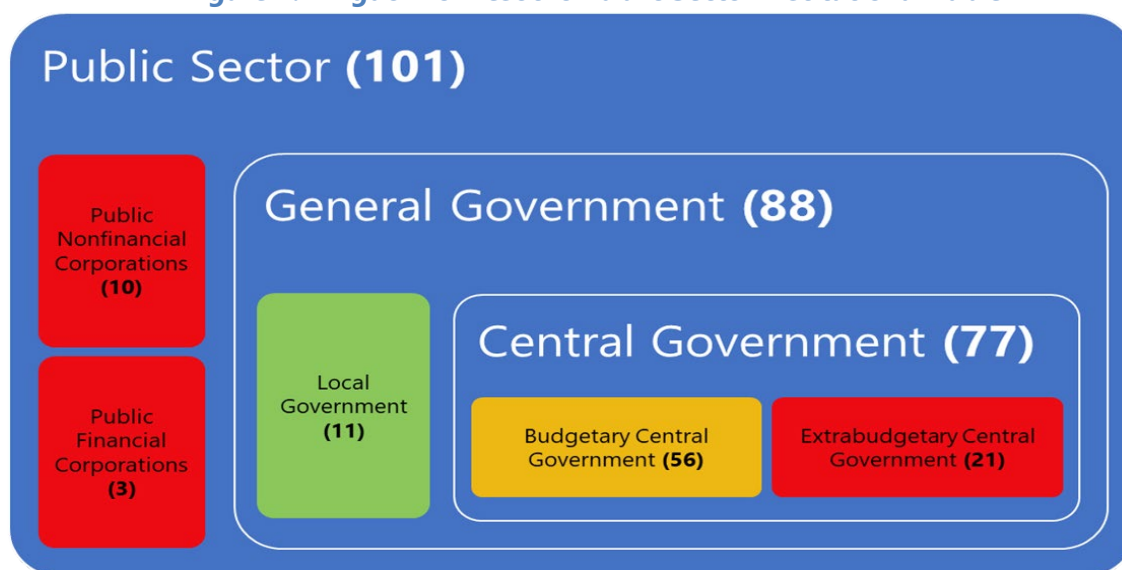 Public Sector (101)
General Government (88)
Public
Nonfinancial
Corporations
(10)
Public
Financial
Corporations
(3)
Local
Government
(11)
Central Government (77)
Budgetary Central
Government (56)
Extrabudgetary Central
Government (21)